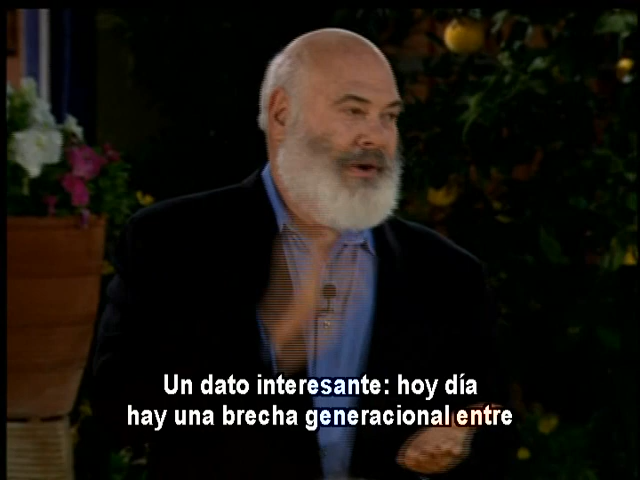 Un dato interesante: hoy día
hay una brecha generacional entre